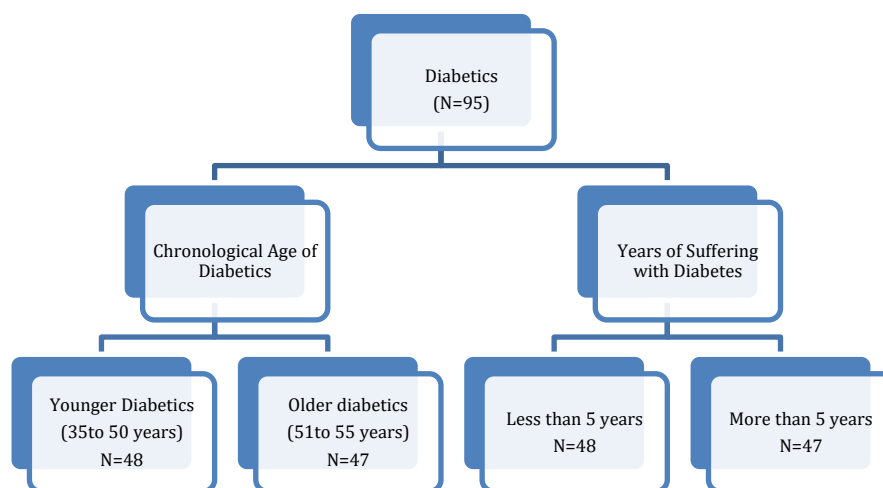 Diabetics
(N=95)
Chronological Age of
Diabetics
Years of Suffering
with Diabetes
Younger Diabetics
(35to 50 years)
N=48
Older diabetics
(51to 55 years)
N=47
Less than 5 years
N=48
More than 5 years
N=47